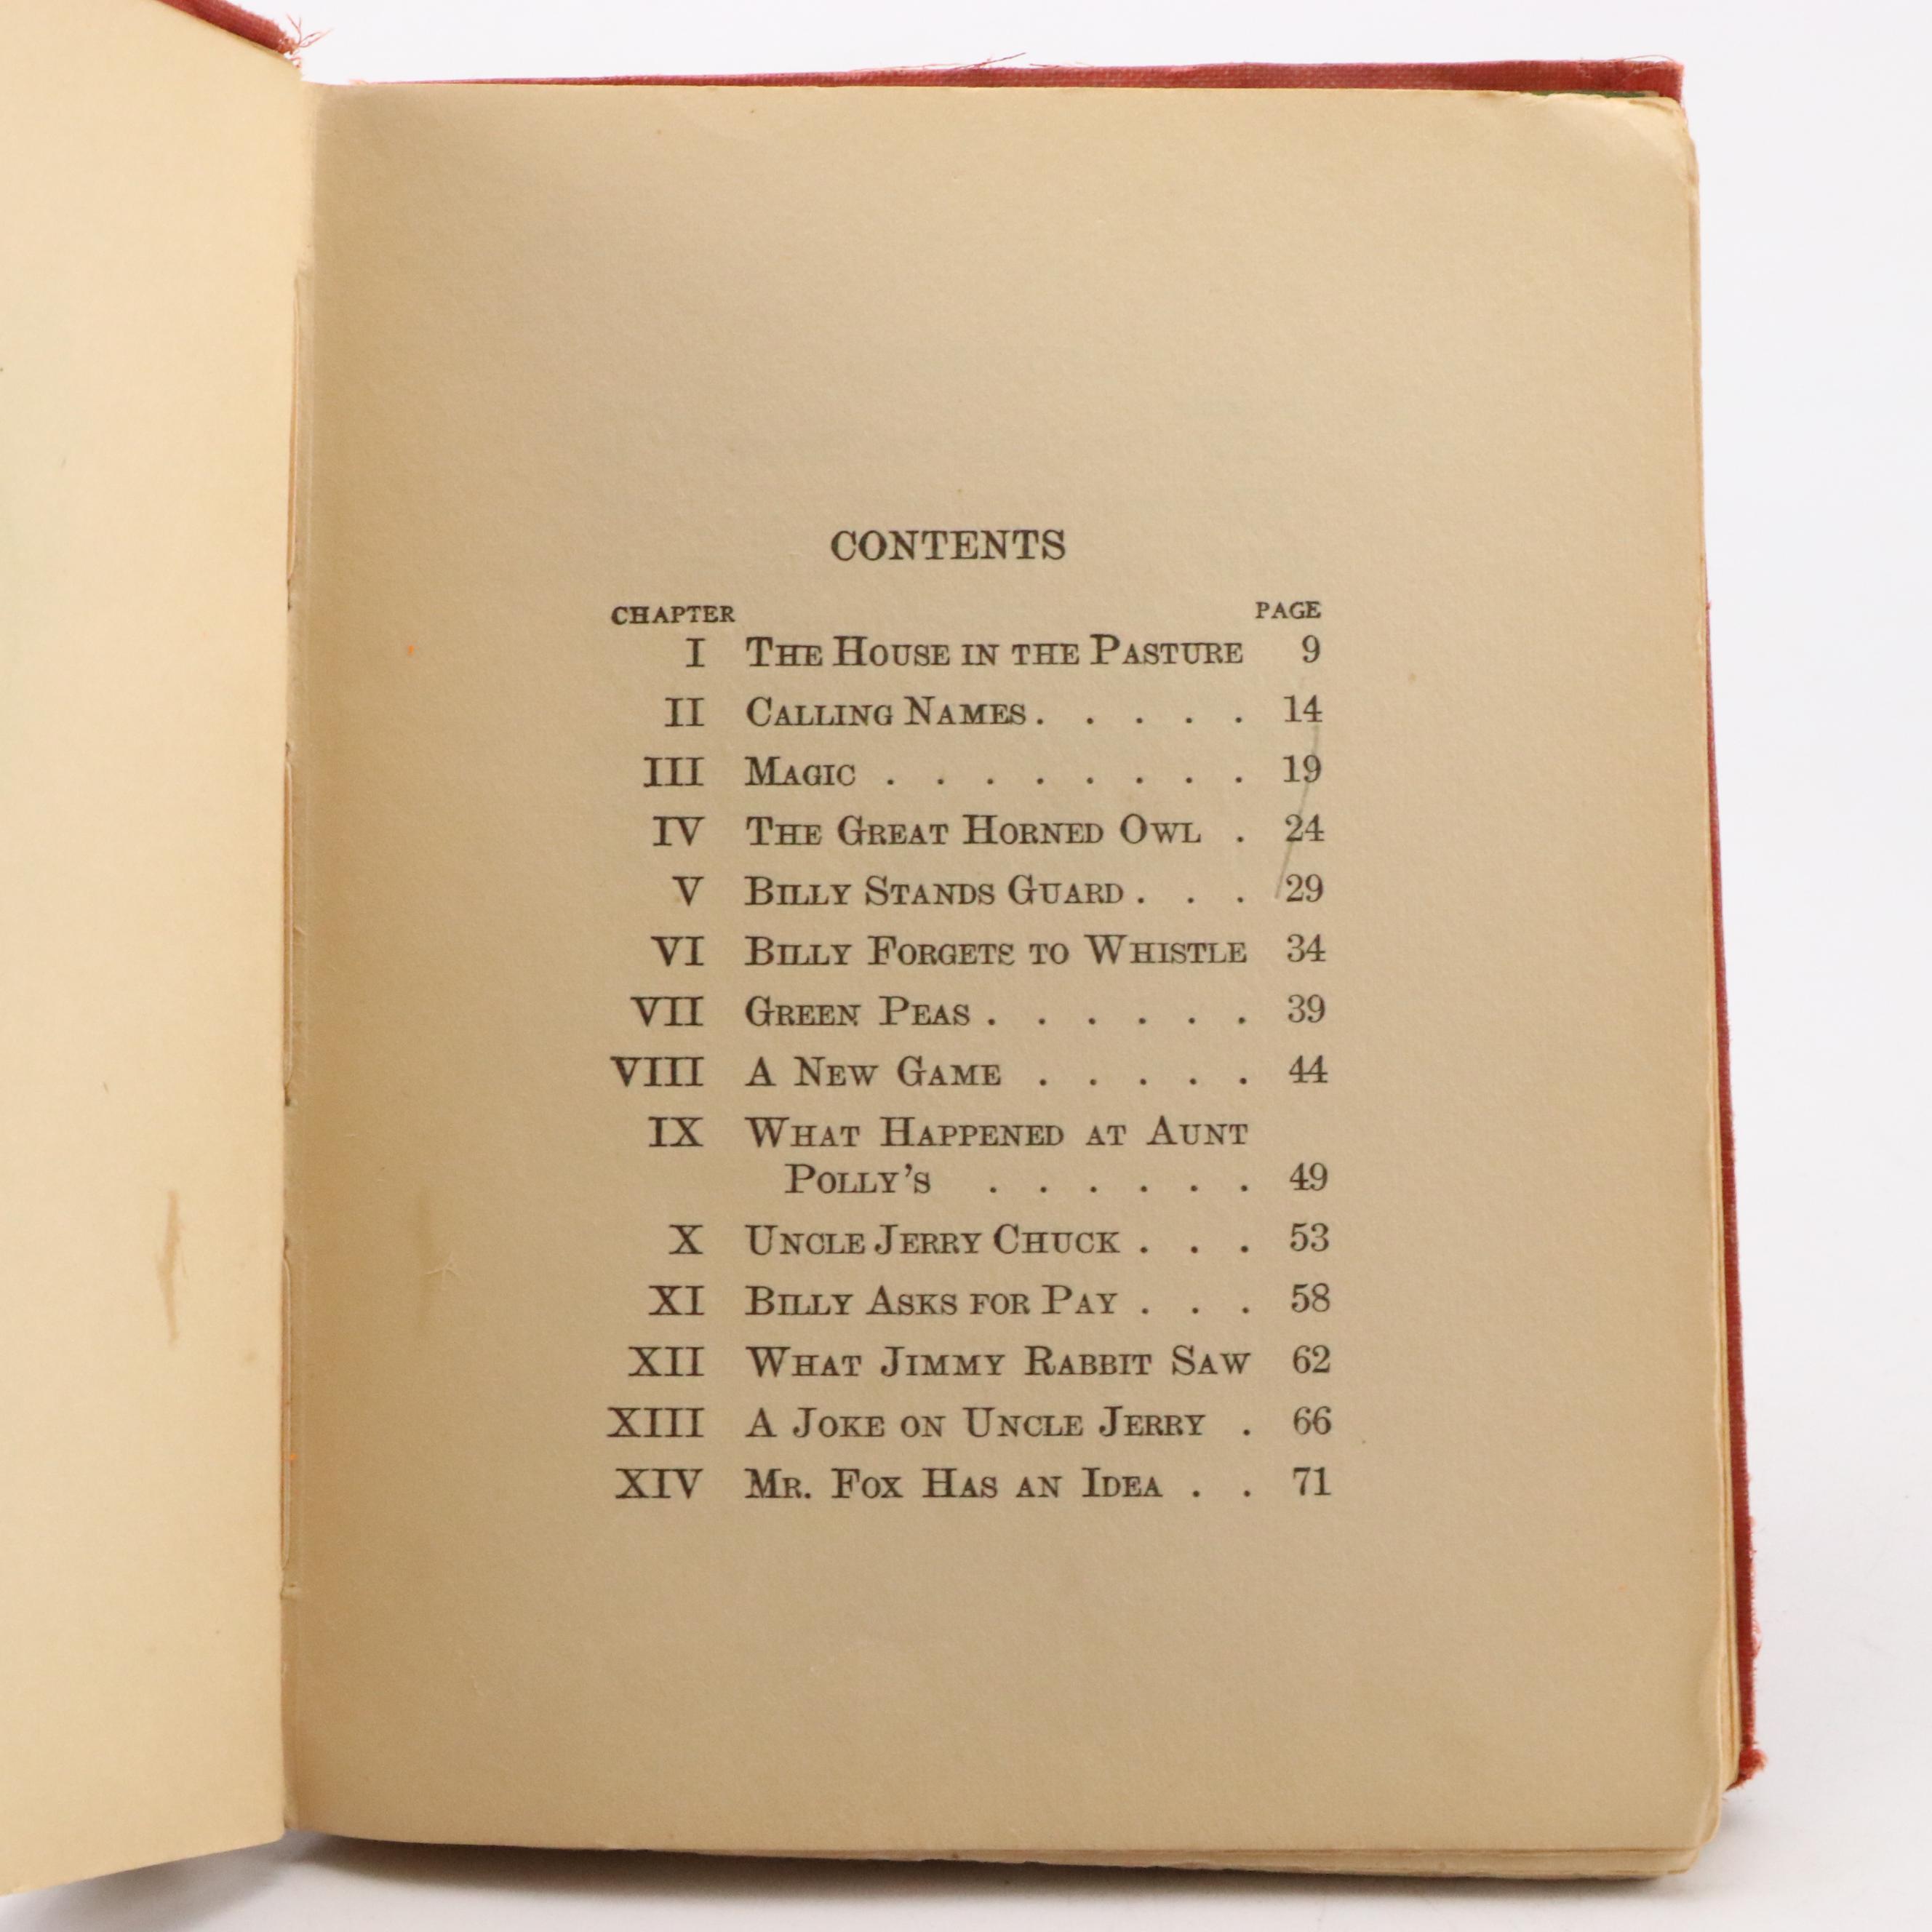 CONTENTS
CHAPTER PAGE
I The House in the Pasture 9
II Calling Names . . . . . 14
III Magic . . . . . . . . 19
IV The Great Horned Owl . 24
V Billy Stands Guard . . . 29
VI Billy Forgets to Whistle 34
VII Green Peas . . . . . . 39
VIII A New Game . . . . . 44
IX What Happened at Aunt
Polly's . . . . . . 49
X Uncle Jerry Chuck . . . 53
XI Billy Asks for Pay . . . 58
XII What Jimmy Rabbit Saw 62
XIII A Joke on Uncle Jerry . 66
XIV Mr. Fox Has an Idea . . 71